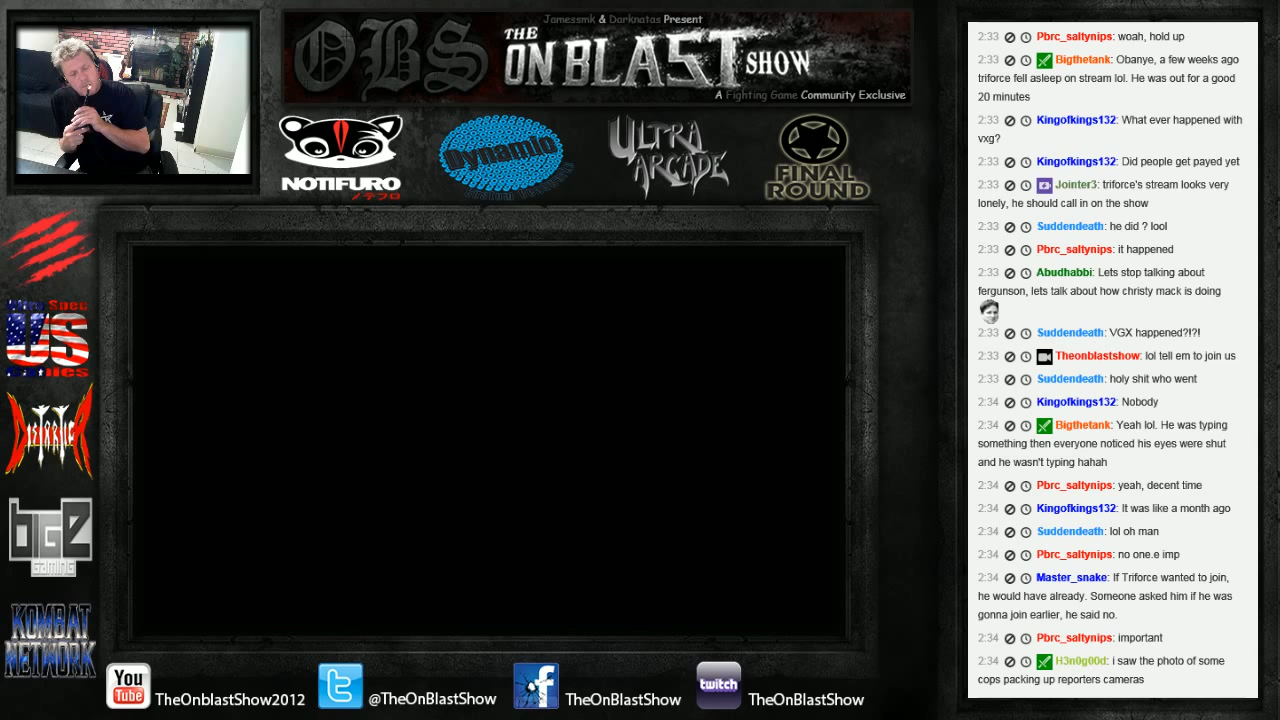 Jamessmk & Darknatas Present
OBS
THE
ON BLAST SHOW
A Fighting Game Community Exclusive
NOTIFURO
メテフロ
Dynamic
ULTRA
ARCADE
FINAL
ROUND
US
DISTORTION
BIGE
GAMING
KOMBAT
NETWORK
You
Tube
TheOnblastShow2012
@TheOnBlastShow
TheOnBlastShow
twitch
TheOnBlastShow
2:33 Pbrc_saltynips: woah, hold up
2:33 Bigthetank: Obanye, a few weeks ago
triforce fell asleep on stream lol. He was out for a good
20 minutes
2:33 Kingofkings132: What ever happened with
vxg?
2:33 Kingofkings132: Did people get payed yet
2:33 Jointer3: triforce's stream looks very
lonely, he should call in on the show
2:33 Suddendeath: he did ? lool
2:33 Pbrc_saltynips: it happened
2:33 Abudhabbi: Lets stop talking about
fergunson, lets talk about how christy mack is doing
2:33 Suddendeath: VGX happened?!?!
2:33 Theonblastshow: lol tell em to join us
2:33 Suddendeath: holy shit who went
2:34 Kingofkings132: Nobody
2:34 Bigthetank: Yeah lol. He was typing
something then everyone noticed his eyes were shut
and he wasn't typing hahah
2:34 Pbrc_saltynips: yeah, decent time
2:34 Kingofkings132: It was like a month ago
2:34 Suddendeath: lol oh man
2:34 Pbrc_saltynips: no one.e imp
2:34 Master_snake: If Triforce wanted to join,
he would have already. Someone asked him if he was
gonna join earlier, he said no.
2:34 Pbrc_saltynips: important
2:34 H3n0g00d: i saw the photo of some
cops packing up reporters cameras